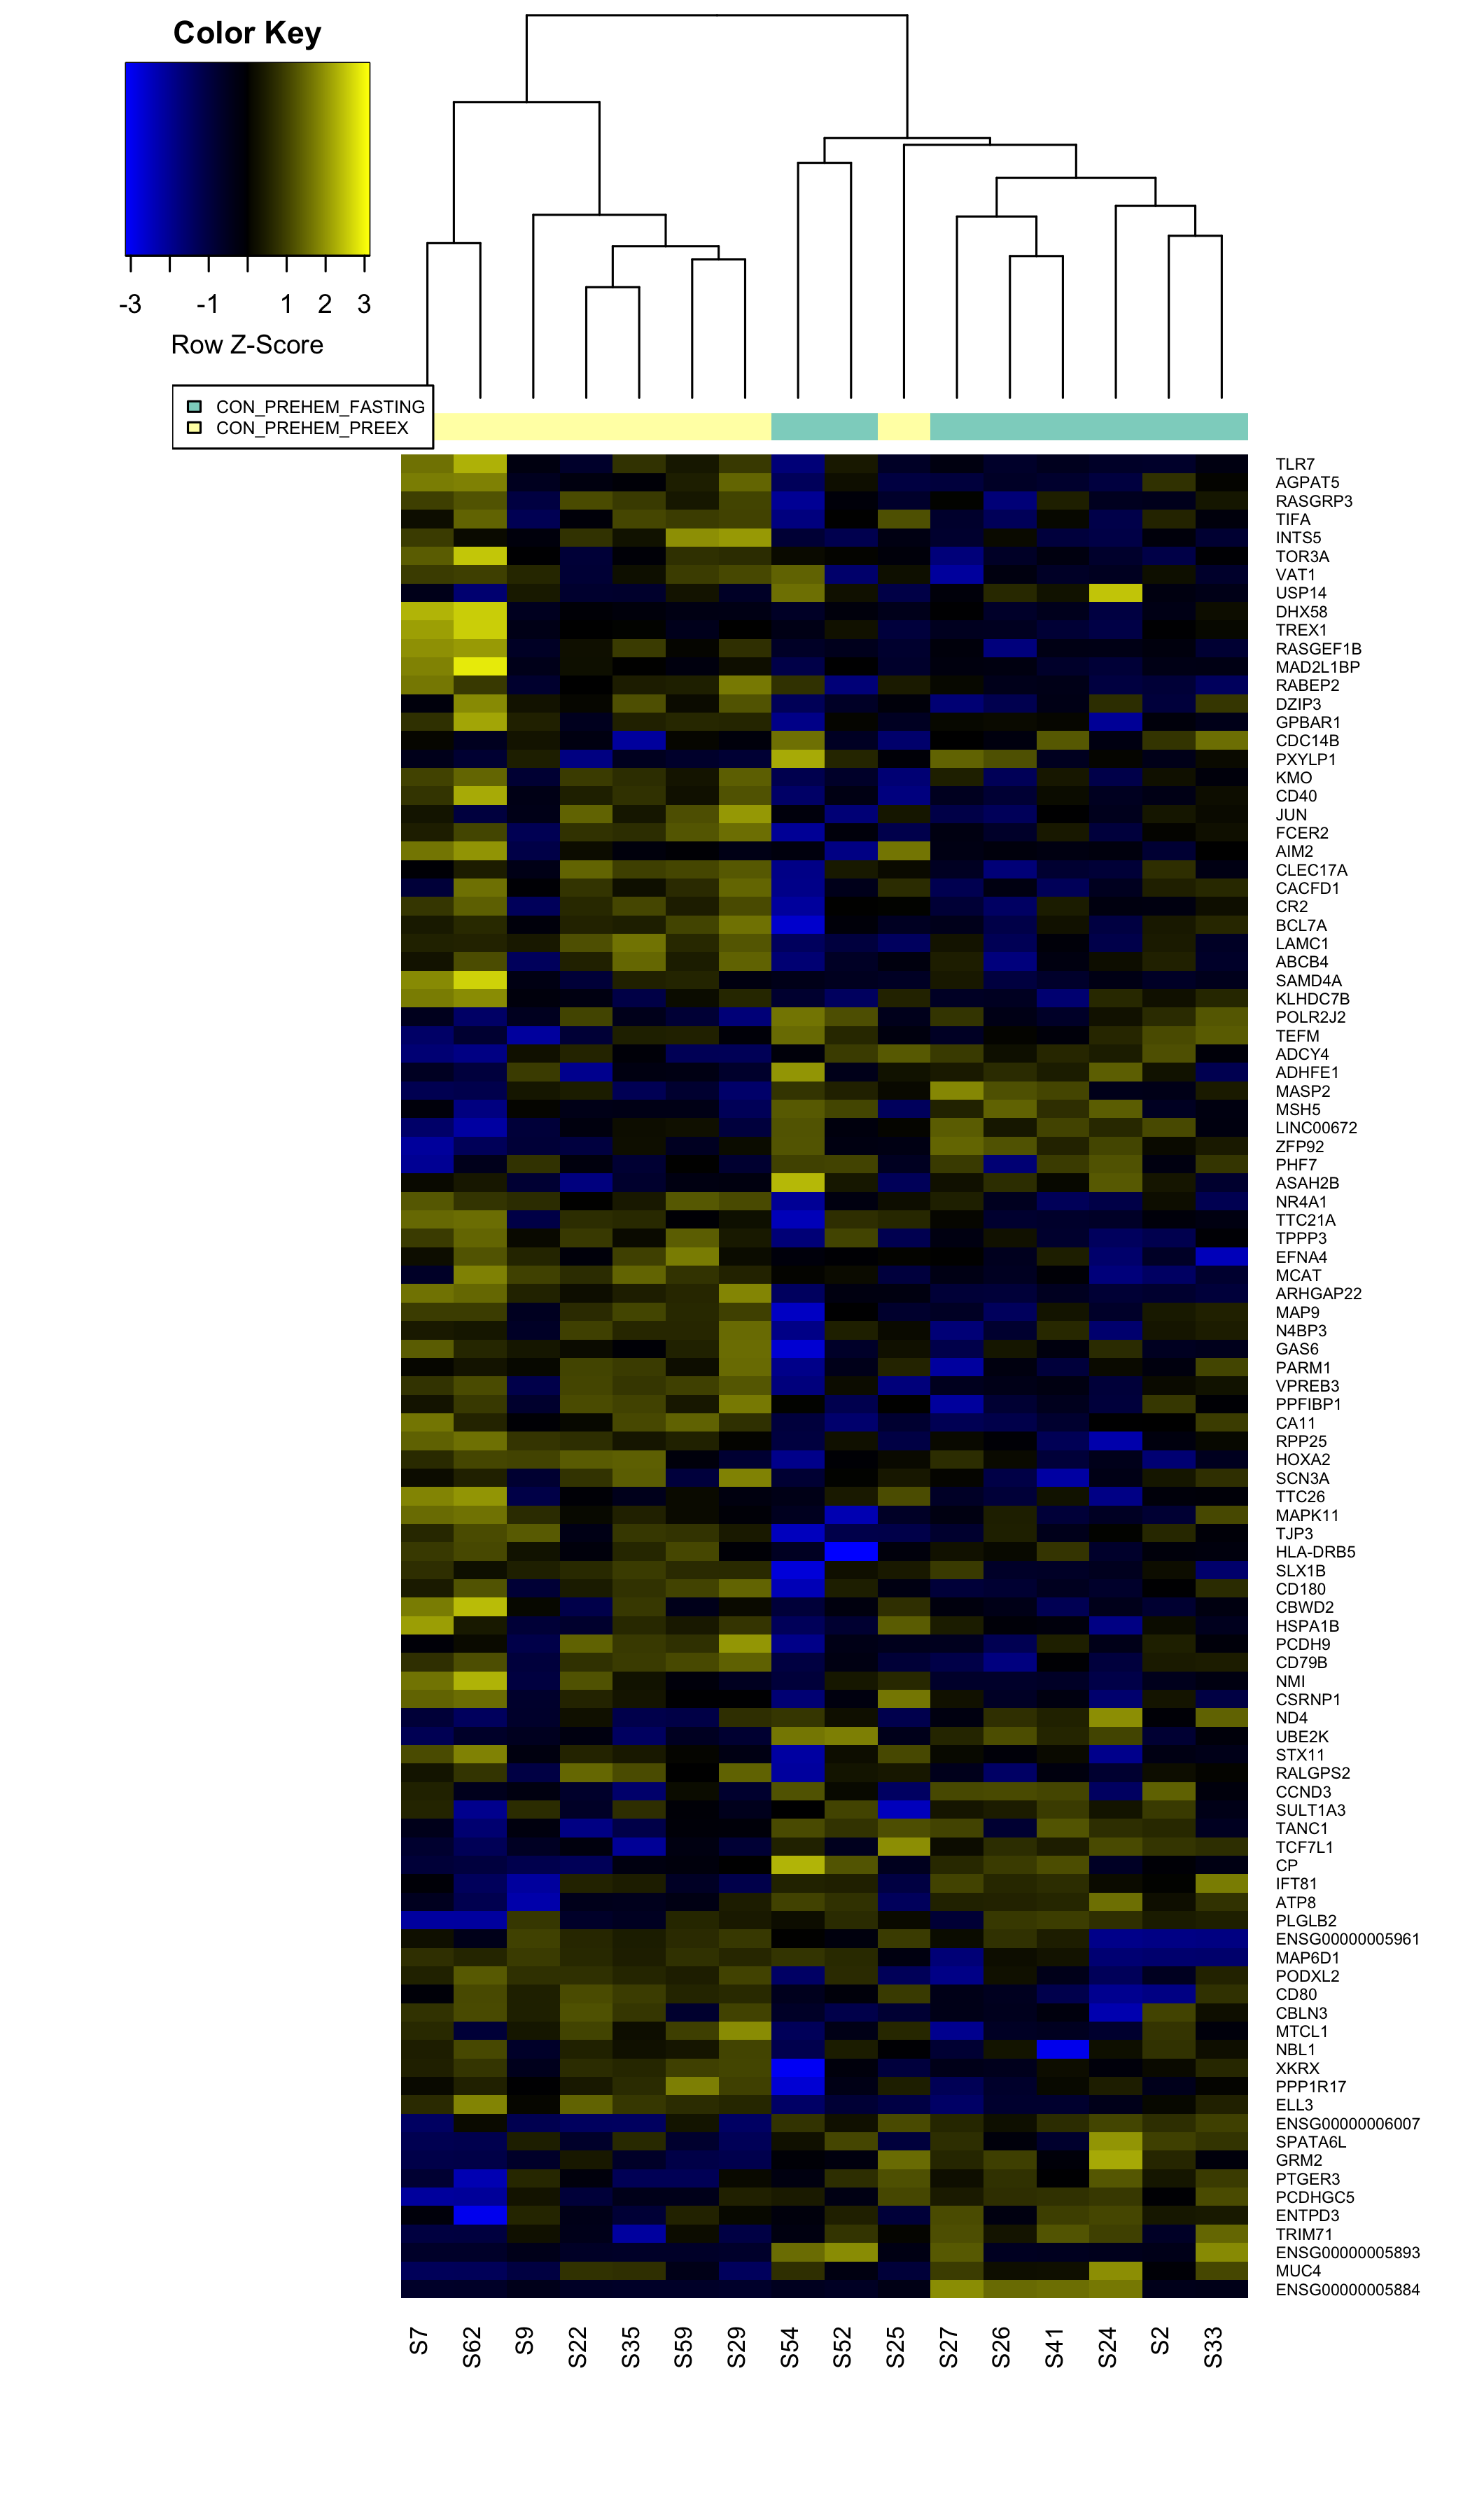 Color Key
-3 -1 1 2 3
Row Z-Score
CON_PREHEM_FASTING
CON_PREHEM_PREEX
TLR7
AGPAT5
RASGRP3
TIFA
INTS5
TOR3A
VAT1
USP14
DHX58
TREX1
RASGEF1B
MAD2L1BP
RABEP2
DZIP3
GPBAR1
CDC14B
PXYLP1
KMO
CD40
JUN
FCER2
AIM2
CLEC17A
CACFD1
CR2
BCL7A
LAMC1
ABCB4
SAMD4A
KLHDC7B
POLR2J2
TEFM
ADCY4
ADHFE1
MASP2
MSH5
LINC00672
ZFP92
PHF7
ASAH2B
NR4A1
TTC21A
TPPP3
EFNA4
MCAT
ARHGAP22
MAP9
N4BP3
GAS6
PARM1
VPREB3
PPFIBP1
CA11
RPP25
HOXA2
SCN3A
TTC26
MAPK11
TJP3
HLA-DRB5
SLX1B
CD180
CBWD2
HSPA1B
PCDH9
CD79B
NMI
CSRNP1
ND4
UBE2K
STX11
RALGPS2
CCND3
SULT1A3
TANC1
TCF7L1
CP
IFT81
ATP8
PLGLB2
ENSG00000005961
MAP6D1
PODXL2
CD80
CBLN3
MTCL1
NBL1
XKRX
PPP1R17
ELL3
ENSG00000006007
SPATA6L
GRM2
PTGER3
PCDHGC5
ENTPD3
TRIM71
ENSG00000005893
MUC4
ENSG00000005884
S7 S62 S9 S22 S35 S59 S29 S54 S52 S25 S27 S26 S41 S24 S2 S33